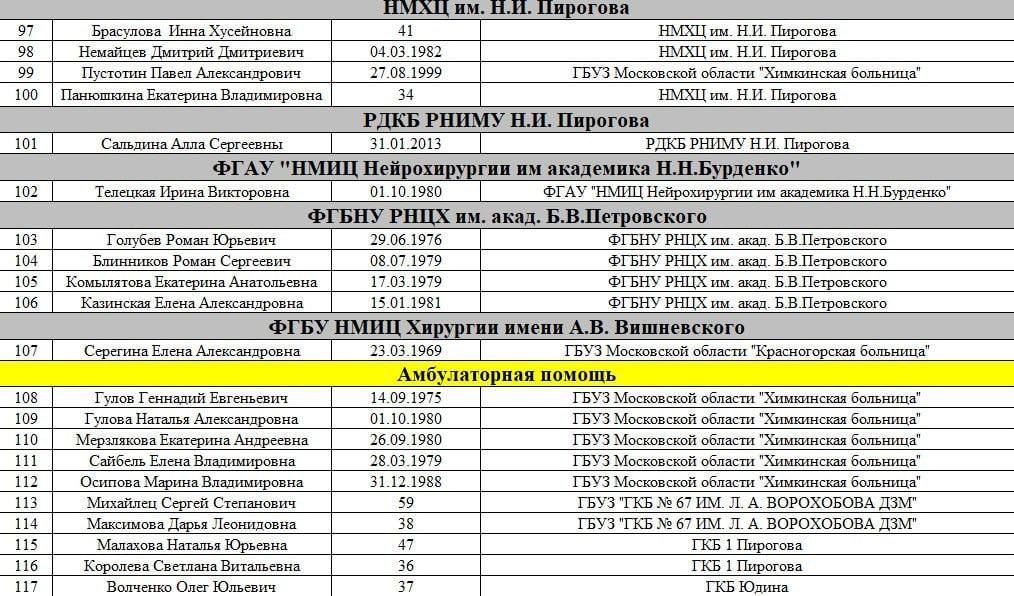 НМХЦ им. Н.И. Пирогова
97 Брасулова Инна Хусейновна 41 НМХЦ им. Н.И. Пирогова
98 Немайцев Дмитрий Дмитриевич 04.03.1982 НМХЦ им. Н.И. Пирогова
99 Пустотин Павел Александрович 27.08.1999 ГБУЗ Московской области "Химкинская больница"
100 Панюшкина Екатерина Владимировна 34 НМХЦ им. Н.И. Пирогова
РДКБ РНИМУ Н.И. Пирогова
101 Сальдина Алла Сергеевны 31.01.2013 РДКБ РНИМУ Н.И. Пирогова
ФГАУ "НМИЦ Нейрохирургии им академика Н.Н.Бурденко"
102 Телецкая Ирина Викторовна 01.10.1980 ФГАУ "НМИЦ Нейрохирургии им академика Н.Н.Бурденко"
ФГБНУ РНЦХ им. акад. Б.В.Петровского
103 Голубев Роман Юрьевич 29.06.1976 ФГБНУ РНЦХ им. акад. Б.В.Петровского
104 Блинников Роман Сергеевич 08.07.1979 ФГБНУ РНЦХ им. акад. Б.В.Петровского
105 Комылятова Екатерина Анатольевна 17.03.1979 ФГБНУ РНЦХ им. акад. Б.В.Петровского
106 Казинская Елена Александровна 15.01.1981 ФГБНУ РНЦХ им. акад. Б.В.Петровского
ФГБУ НМИЦ Хирургии имени А.В. Вишневского
107 Серегина Елена Александровна 23.03.1969 ГБУЗ Московской области "Красногорская больница"
Амбулаторная помощь
108 Гулов Геннадий Евгеньевич 14.09.1975 ГБУЗ Московской области "Химкинская больница"
109 Гулова Наталья Александровна 01.10.1980 ГБУЗ Московской области "Химкинская больница"
110 Мерзлякова Екатерина Андреевна 26.09.1980 ГБУЗ Московской области "Химкинская больница"
111 Сайбель Елена Владимировна 28.03.1979 ГБУЗ Московской области "Химкинская больница"
112 Осипова Марина Владимировна 31.12.1988 ГБУЗ Московской области "Химкинская больница"
113 Михайлец Сергей Степанович 59 ГБУЗ "ГКБ № 67 ИМ. Л. А. ВОРОХОБОВА ДЗМ"
114 Максимова Дарья Леонидовна 38 ГБУЗ "ГКБ № 67 ИМ. Л. А. ВОРОХОБОВА ДЗМ"
115 Малахова Наталья Юрьевна 47 ГКБ 1 Пирогова
116 Королева Светлана Витальевна 36 ГКБ 1 Пирогова
117 Волченко Олег Юльевич 37 ГКБ Юдина